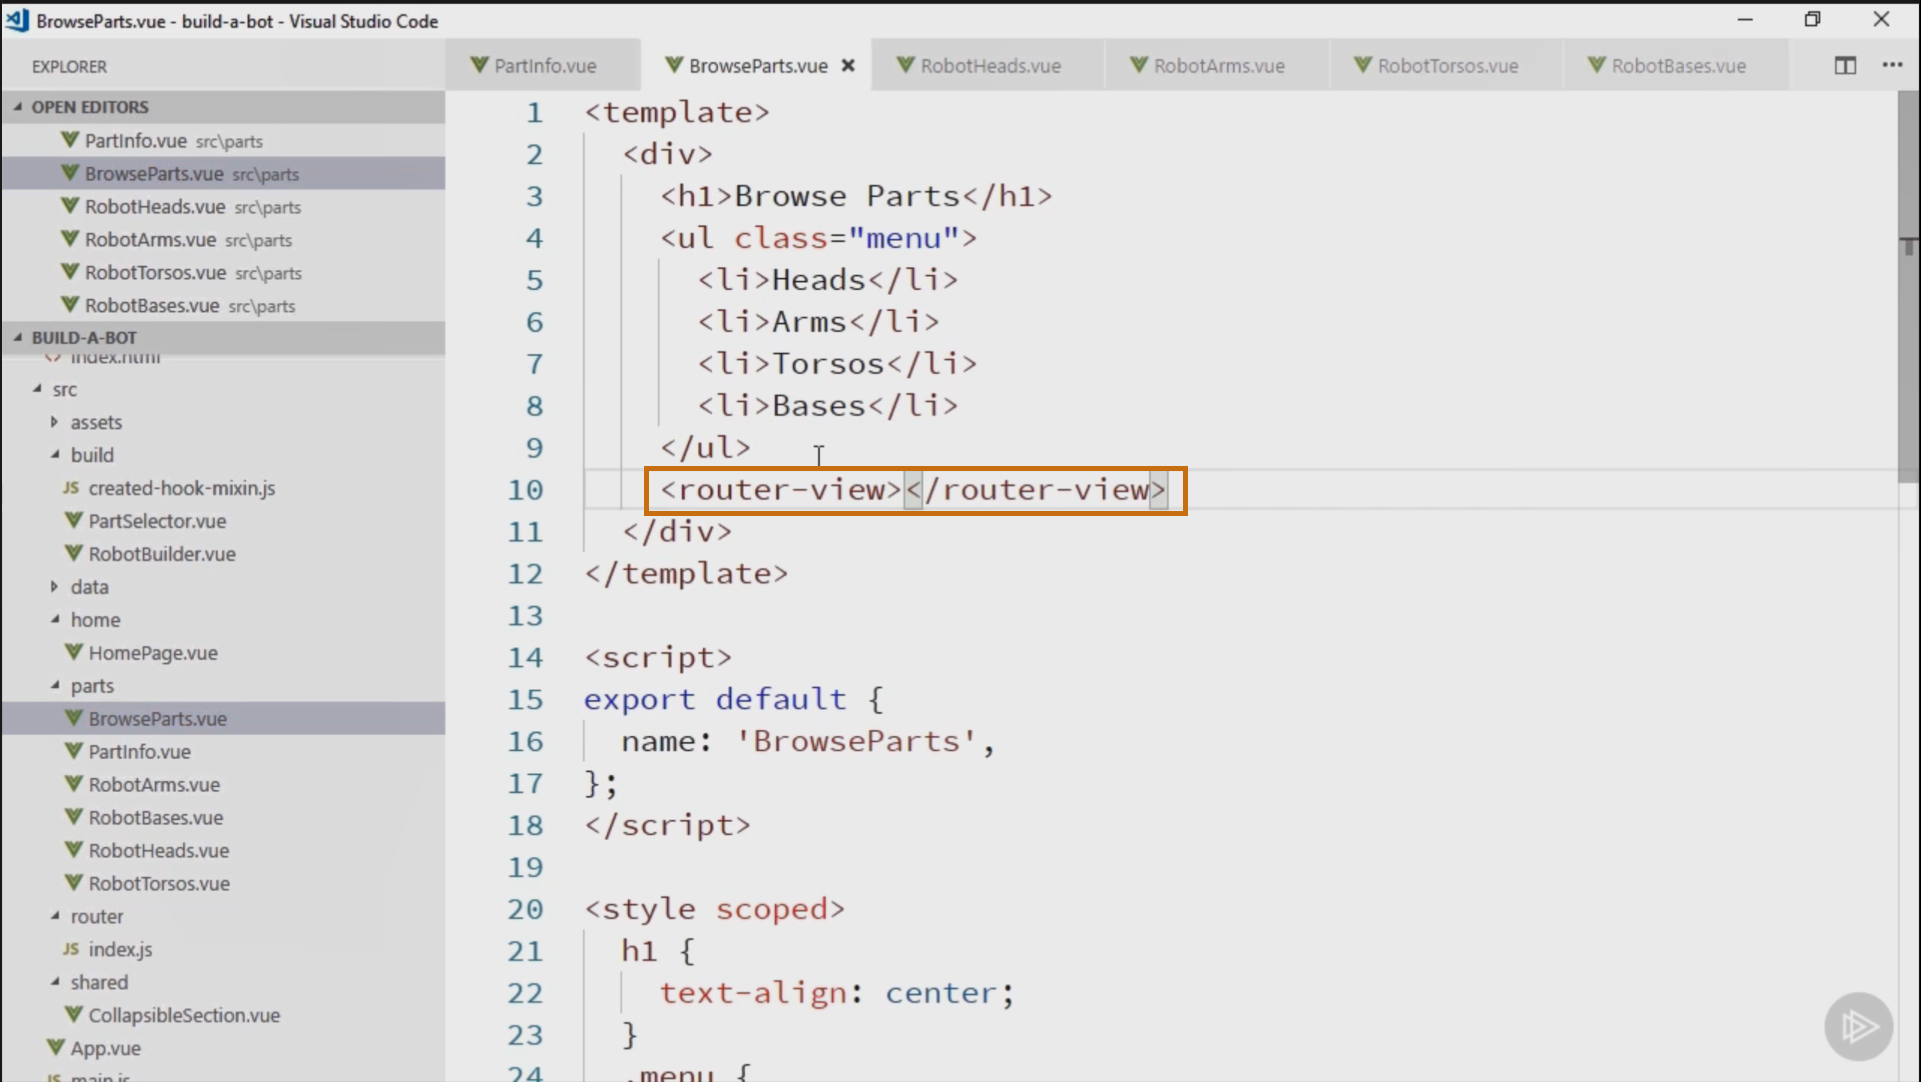 BrowseParts.vue - build-a-bot - Visual Studio Code
EXPLORER
OPEN EDITORS
PartInfo.vue src\parts
BrowseParts.vue src\parts
RobotHeads.vue src\parts
RobotArms.vue src\parts
RobotTorsos.vue src\parts
RobotBases.vue src\parts
BUILD-A-BOT
index.html
src
assets
build
JS created-hook-mixin.js
PartSelector.vue
RobotBuilder.vue
data
home
HomePage.vue
parts
BrowseParts.vue
PartInfo.vue
RobotArms.vue
RobotBases.vue
RobotHeads.vue
RobotTorsos.vue
router
JS index.js
shared
CollapsibleSection.vue
App.vue
JS main.js
PartInfo.vue BrowseParts.vue RobotHeads.vue RobotArms.vue RobotTorsos.vue RobotBases.vue
1 <template>
2 <div>
3 <h1>Browse Parts</h1>
4 <ul class="menu">
5 <li>Heads</li>
6 <li>Arms</li>
7 <li>Torsos</li>
8 <li>Bases</li>
9 </ul>
10 <router-view></router-view>
11 </div>
12 </template>
13
14 <script>
15 export default {
16 name: 'BrowseParts',
17 };
18 </script>
19
20 <style scoped>
21 h1 {
22 text-align: center;
23 }
24 .menu {